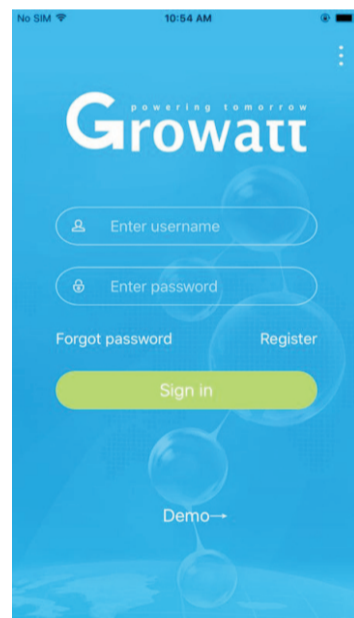 No SIM 10:54 AM
powering tomorrow
Growatt
Enter username
Enter password
Forgot password Register
Sign in
Demo→